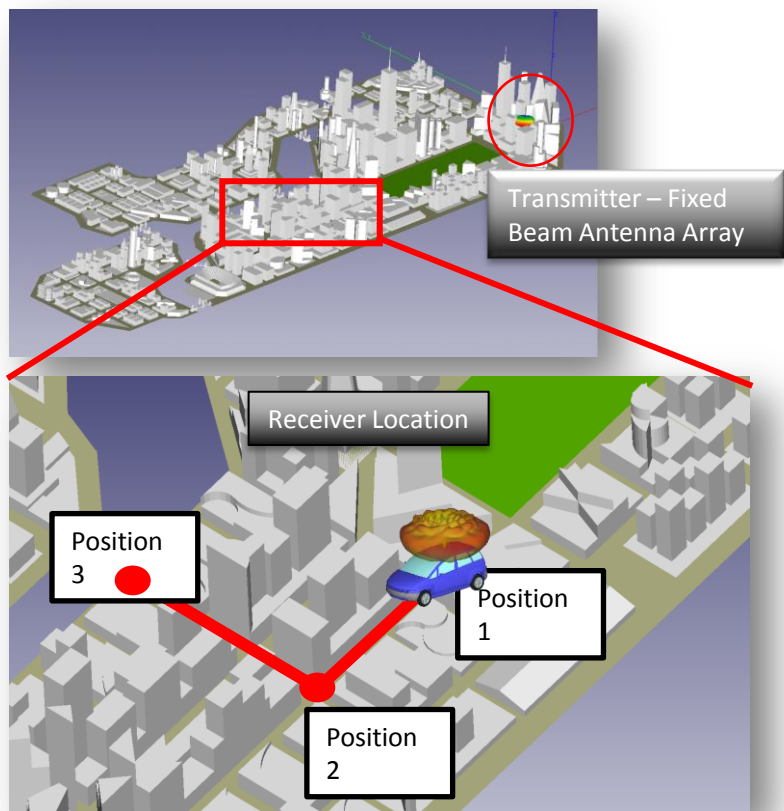 Transmitter – Fixed
Beam Antenna Array
Receiver Location
Position
3
Position
1
Position
2